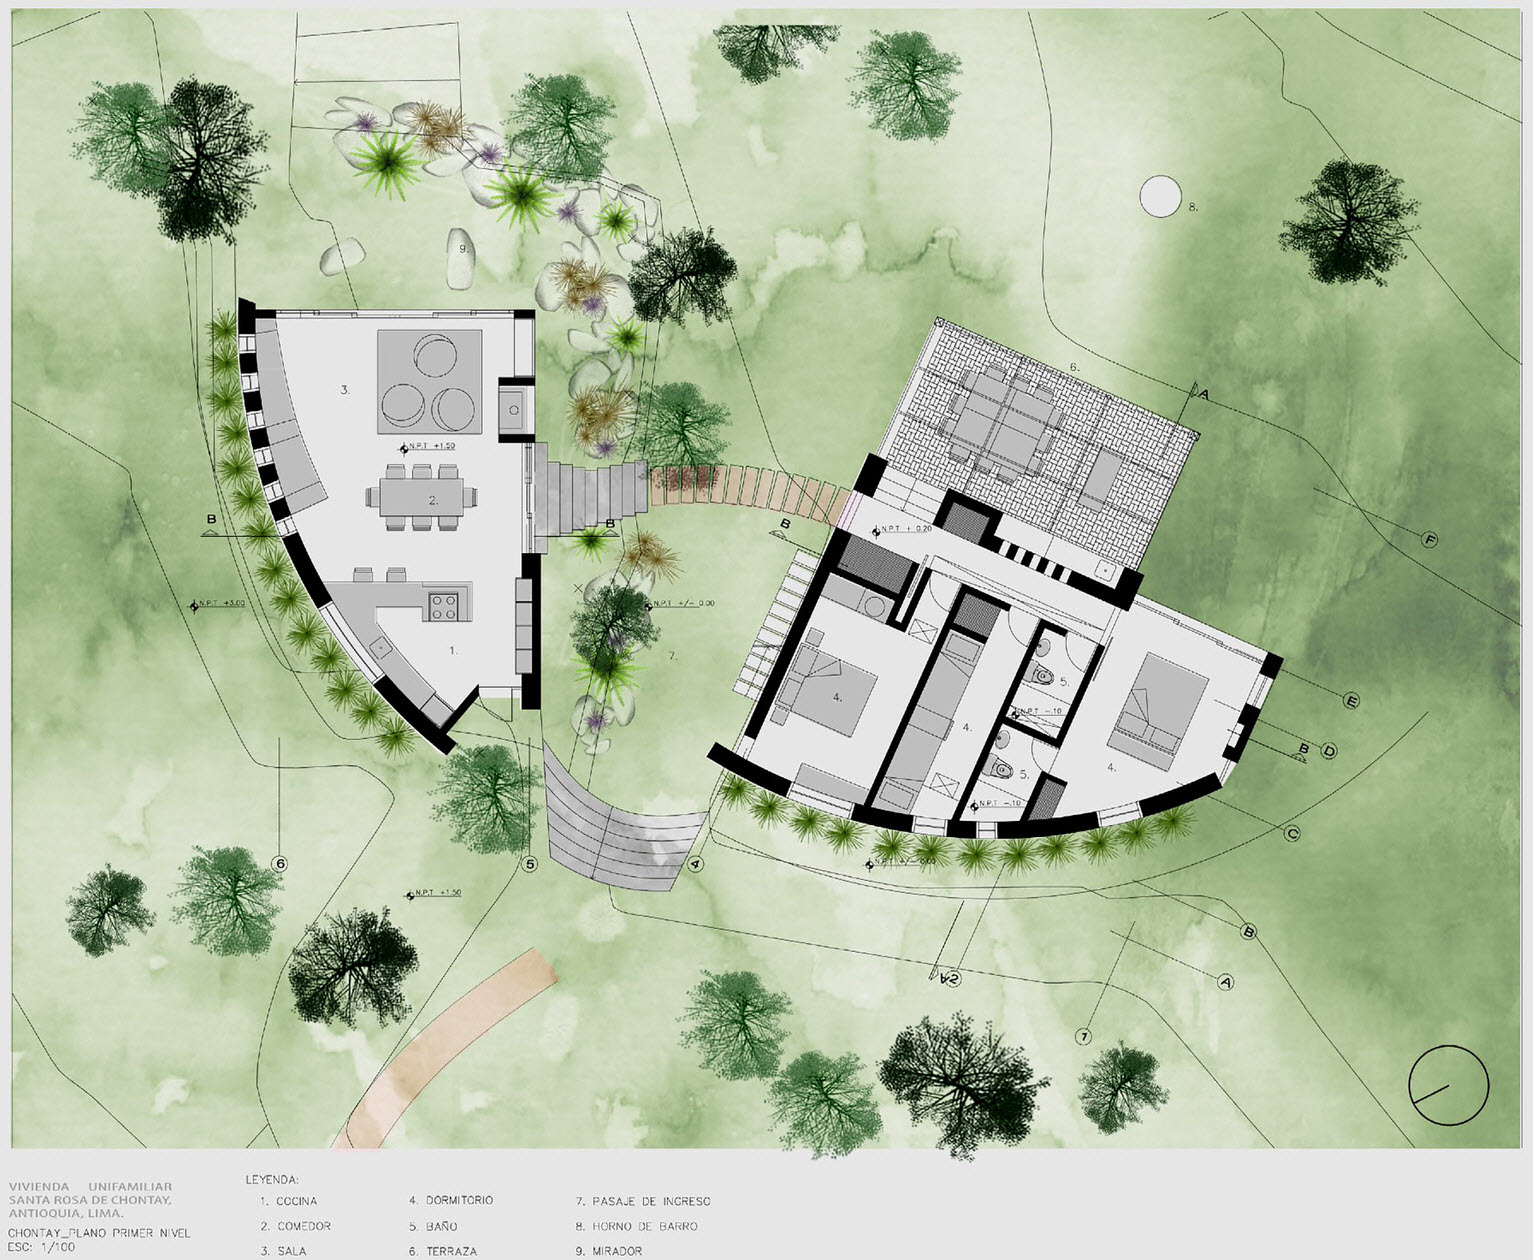 8.
9.
6.
A
3.
N.P.T +1.50
2.
B
B
B
N.P.T + 0.20
F
N.P.T +3.00
N.P.T +/- 0.00
1.
7.
4.
5.
4.
N.P.T -.10
E
D
B
4.
5.
N.P.T -.10
C
6
5
4
N.P.T +/- 0.00
N.P.T +1.50
B
A
2
A
1
VIVIENDA UNIFAMILIAR
SANTA ROSA DE CHONTAY,
ANTIOQUIA, LIMA.
CHONTAY_PLANO PRIMER NIVEL
ESC: 1/100
LEYENDA:
1. COCINA
2. COMEDOR
3. SALA
4. DORMITORIO
5. BAÑO
6. TERRAZA
7. PASAJE DE INGRESO
8. HORNO DE BARRO
9. MIRADOR